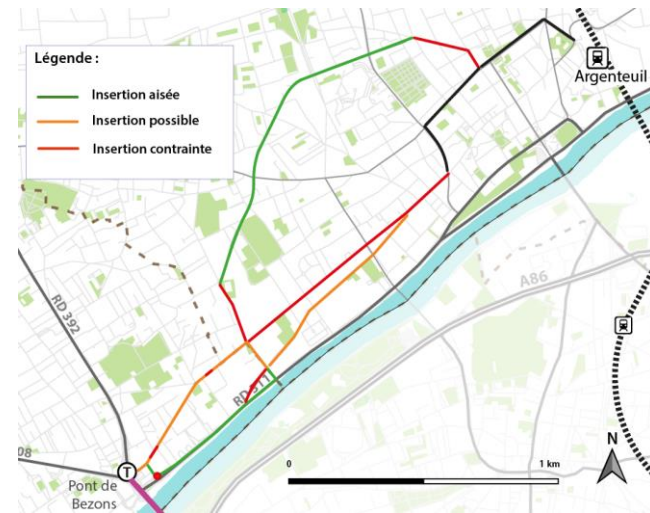 Légende :
Insertion aisée
Insertion possible
Insertion contrainte
Argenteuil
A86
RD 392
RD 311
08
T
Pont de
Bezons
0
1 km
N